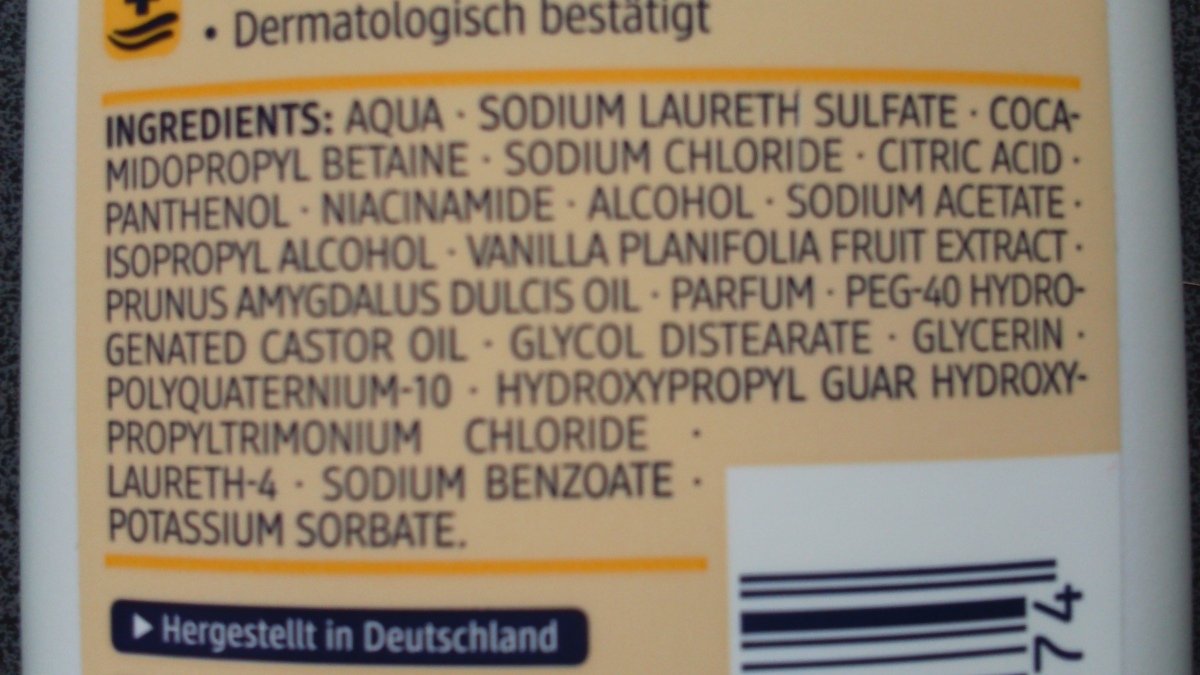 • Dermatologisch bestätigt
INGREDIENTS: AQUA · SODIUM LAURETH SULFATE · COCA-
MIDOPROPYL BETAINE · SODIUM CHLORIDE · CITRIC ACID ·
PANTHENOL · NIACINAMIDE · ALCOHOL · SODIUM ACETATE ·
ISOPROPYL ALCOHOL · VANILLA PLANIFOLIA FRUIT EXTRACT ·
PRUNUS AMYGDALUS DULCIS OIL · PARFUM · PEG-40 HYDRO-
GENATED CASTOR OIL · GLYCOL DISTEARATE · GLYCERIN ·
POLYQUATERNIUM-10 · HYDROXYPROPYL GUAR HYDROXY-
PROPYLTRIMONIUM CHLORIDE ·
LAURETH-4 · SODIUM BENZOATE ·
POTASSIUM SORBATE.
Hergestellt in Deutschland
74